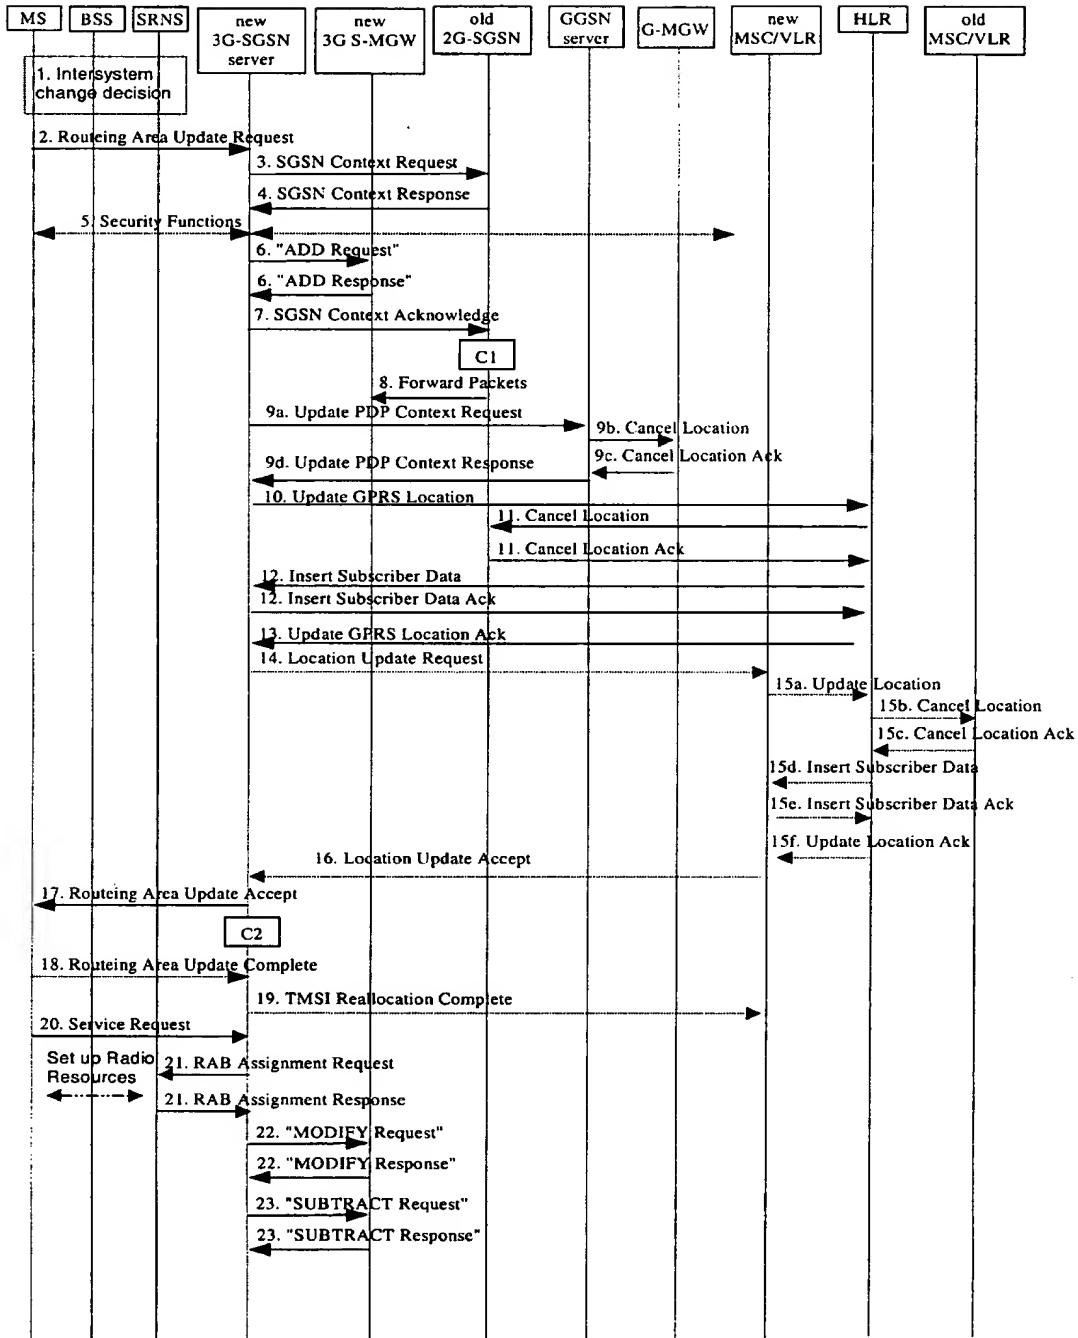 MS
BSS
SRNS
new
3G-SGSN
server
new
3G S-MGW
old
2G-SGSN
GGSN
server
G-MGW
new
MSC/VLR
HLR
old
MSC/VLR
1. Intersystem
change decision
2. Routeing Area Update Request
3. SGSN Context Request
4. SGSN Context Response
5. Security Functions
6. "ADD Request"
6. "ADD Response"
7. SGSN Context Acknowledge
C1
8. Forward Packets
9a. Update PDP Context Request
9b. Cancel Location
9c. Cancel Location Ack
9d. Update PDP Context Response
10. Update GPRS Location
11. Cancel Location
11. Cancel Location Ack
12. Insert Subscriber Data
12. Insert Subscriber Data Ack
13. Update GPRS Location Ack
14. Location Update Request
15a. Update Location
15b. Cancel Location
15c. Cancel Location Ack
15d. Insert Subscriber Data
15e. Insert Subscriber Data Ack
15f. Update Location Ack
16. Location Update Accept
17. Routeing Area Update Accept
C2
18. Routeing Area Update Complete
19. TMSI Reallocation Complete
20. Service Request
Set up Radio
Resources
21. RAB Assignment Request
21. RAB Assignment Response
22. "MODIFY Request"
22. "MODIFY Response"
23. "SUBTRACT Request"
23. "SUBTRACT Response"